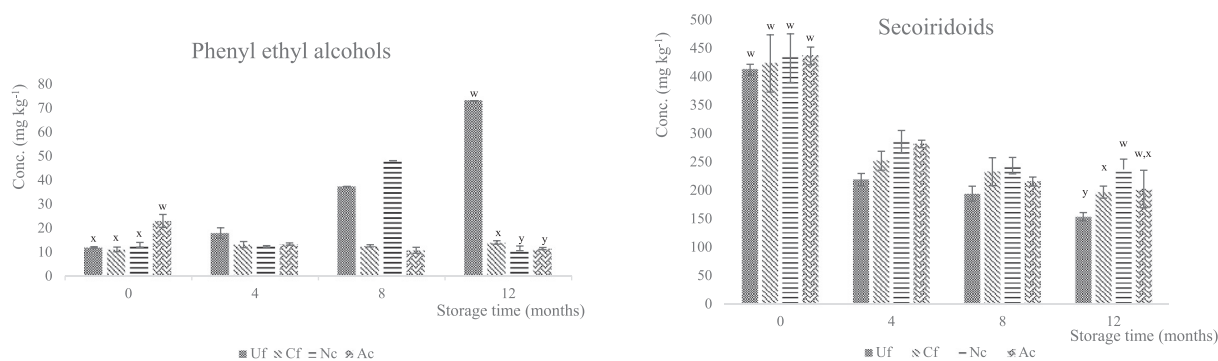 Phenyl ethyl alcohols
Conc. (mg kg-1)
80
70
60
50
40
30
20
10
0
x x x w
w x y y
0 4 8 12
Storage time (months)
Uf Cf Nc Ac
Secoiridoids
Conc. (mg kg-1)
500
450
400
350
300
250
200
150
100
50
0
w w w w
y x w w,x
0 4 8 12
Storage time (months)
Uf Cf Nc Ac